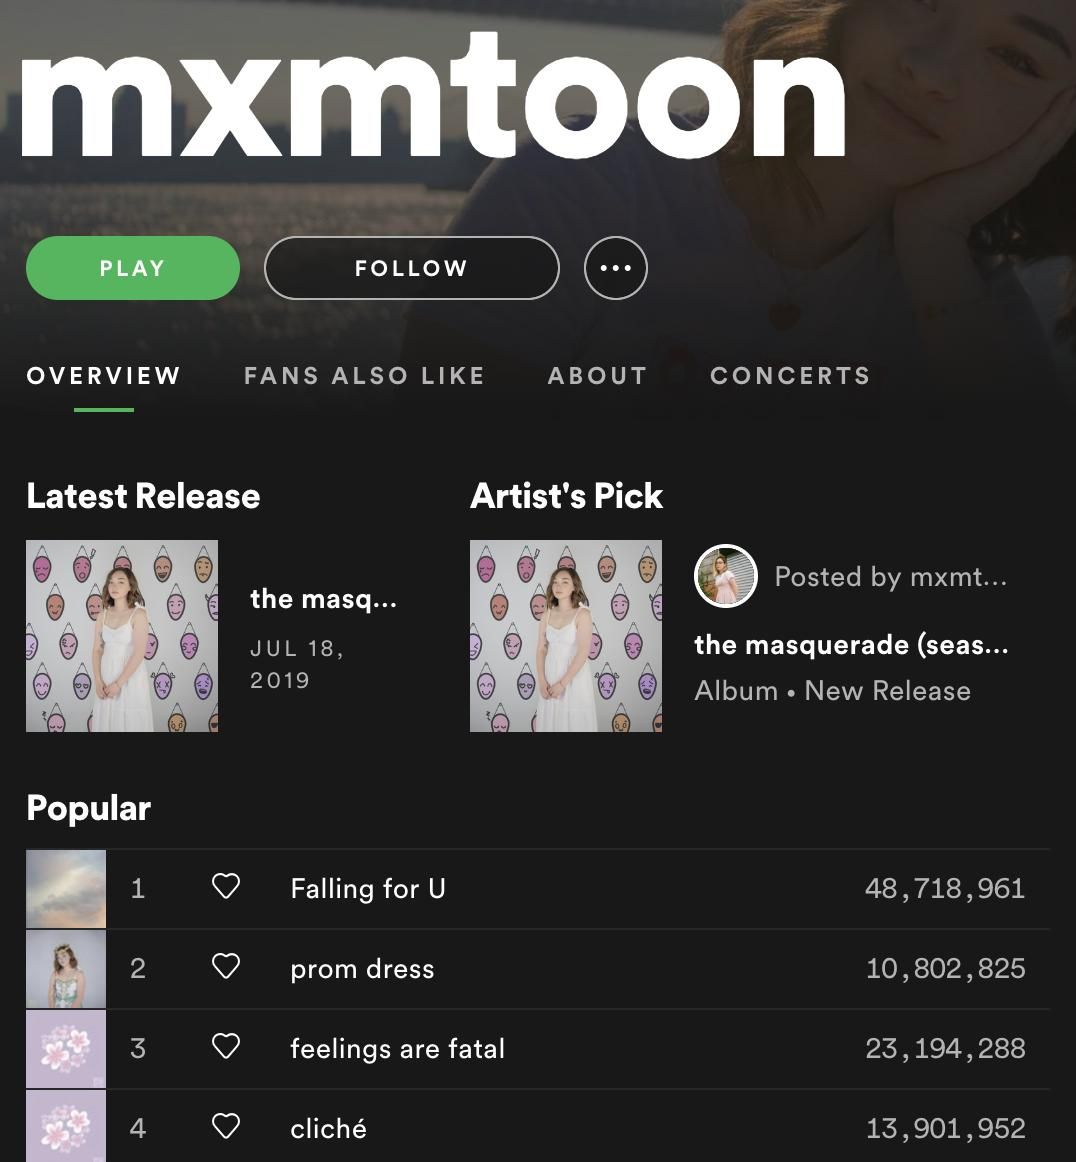 mxmtoon
PLAY
FOLLOW
OVERVIEW
FANS ALSO LIKE
ABOUT
CONCERTS
Latest Release
the masq...
JUL 18,
2019
Artist's Pick
Posted by mxmt...
the masquerade (seas...
Album • New Release
Popular
1 Falling for U 48,718,961
2 prom dress 10,802,825
3 feelings are fatal 23,194,288
4 cliché 13,901,952